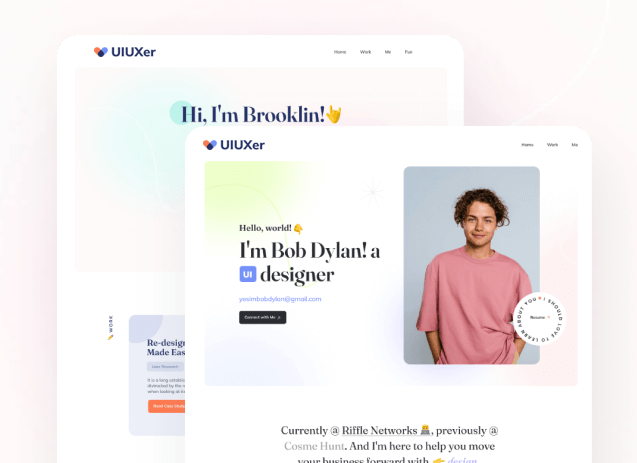 UIUXer
Home Work Me Fun
Hi, I'm Brooklin!
WORK
Re-design
Made Eas
User Research
It is a long establis
distracted by the r
when looking at it
Read Case Study
UIUXer
Home Work Me
Hello, world!
I'm Bob Dylan! a
UI designer
yesimbobdylan@gmail.com
Connect with Me
Resume
I SHOULD LOVE TO LEARN ABOUT YOU
Currently @ Riffle Networks, previously @
Cosme Hunt. And I'm here to help you move
your business forward with design